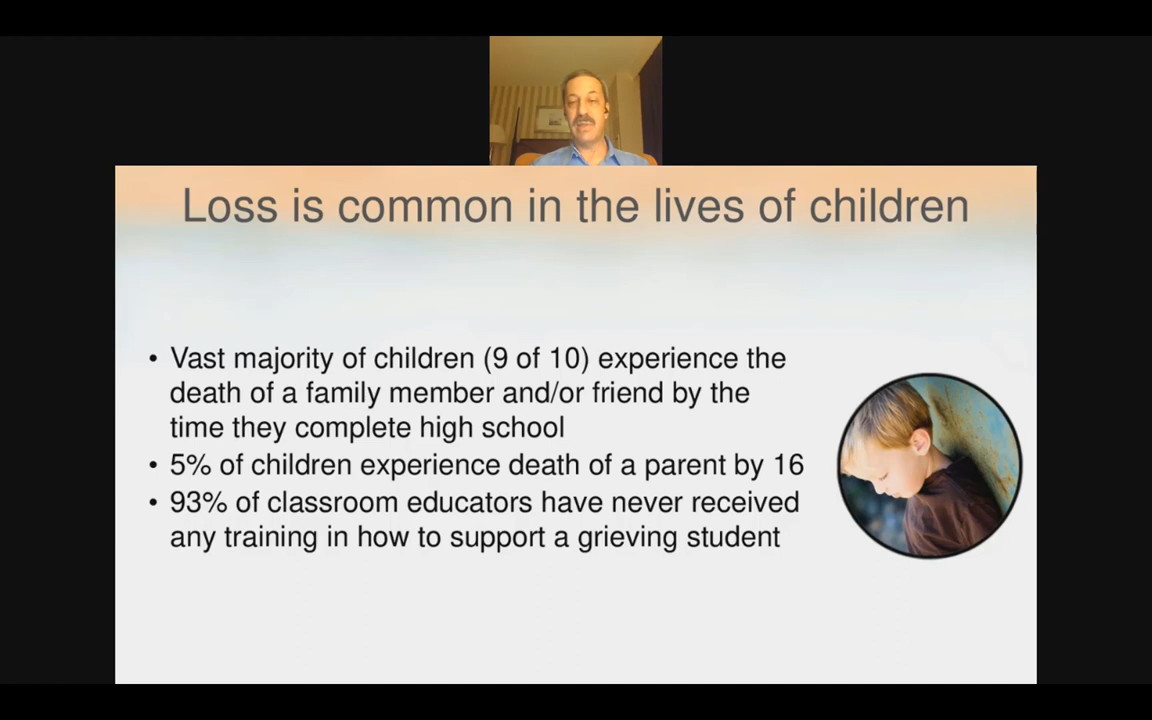 Loss is common in the lives of children
• Vast majority of children (9 of 10) experience the
death of a family member and/or friend by the
time they complete high school
• 5% of children experience death of a parent by 16
• 93% of classroom educators have never received
any training in how to support a grieving student